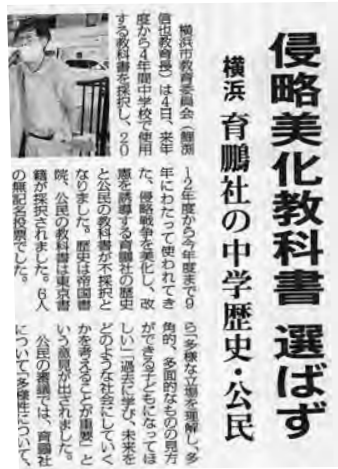 侵略美化教科書 選ばず
横浜 育鵬社の中学歴史・公民
横浜市教育委員会(鯉渕
信也教育長)は4日、来年
度から4年間中学校で使用
する教科書を採択し、20
12年度から今年度まで9
年にわたって使われてき
た、侵略戦争を美化し、改
憲を誘導する育鵬社の歴史
と公民の教科書が不採択と
なりました。歴史は帝国書
院、公民の教科書は東京書
籍が採択されました。6人
の無記名投票でした。
ら「多様な立場を理解し、多
角的、多面的なものの見方
ができる子どもになってほ
しい」「過去に学び、未来を
どのような社会にしていく
かを考えることが重要」と
いう意見が出されました。
公民の審議では、育鵬社
について「多様性について、